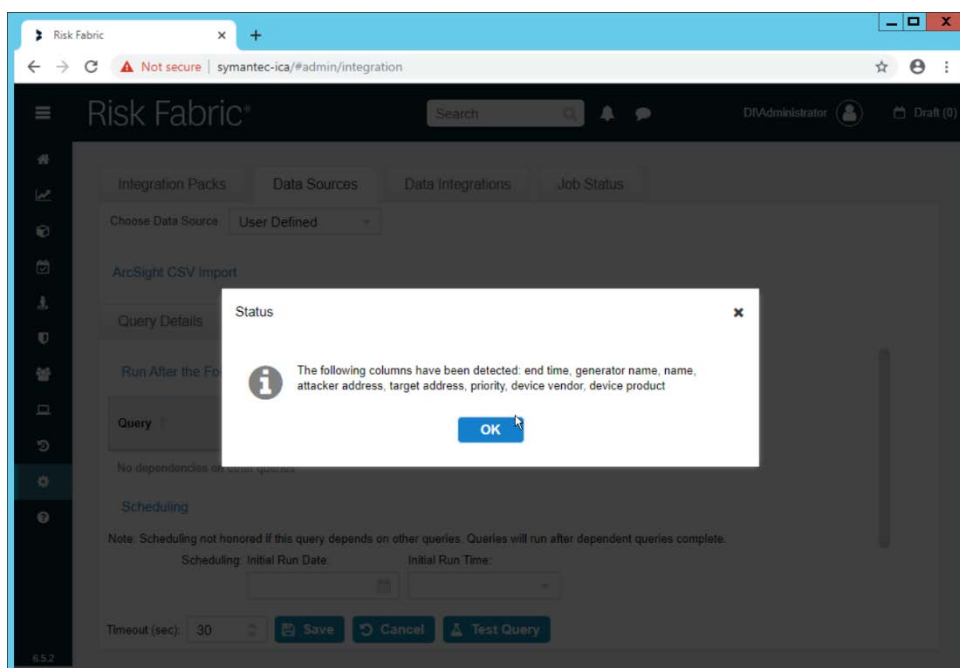 Risk Fabric
Not secure | symantec-ica/#admin/integration
Risk Fabric®
Search
DI\Administrator
Draft (0)
Integration Packs
Data Sources
Data Integrations
Job Status
Choose Data Source
User Defined
ArcSight CSV Import
Status
Query Details
The following columns have been detected: end time, generator name, name,
attacker address, target address, priority, device vendor, device product
Run After the Fo
OK
Query
No dependencies on other queries
Scheduling
Note: Scheduling not honored if this query depends on other queries. Queries will run after dependent queries complete.
Scheduling: Initial Run Date:
Initial Run Time:
Timeout (sec): 30
Save
Cancel
Test Query
6.5.2